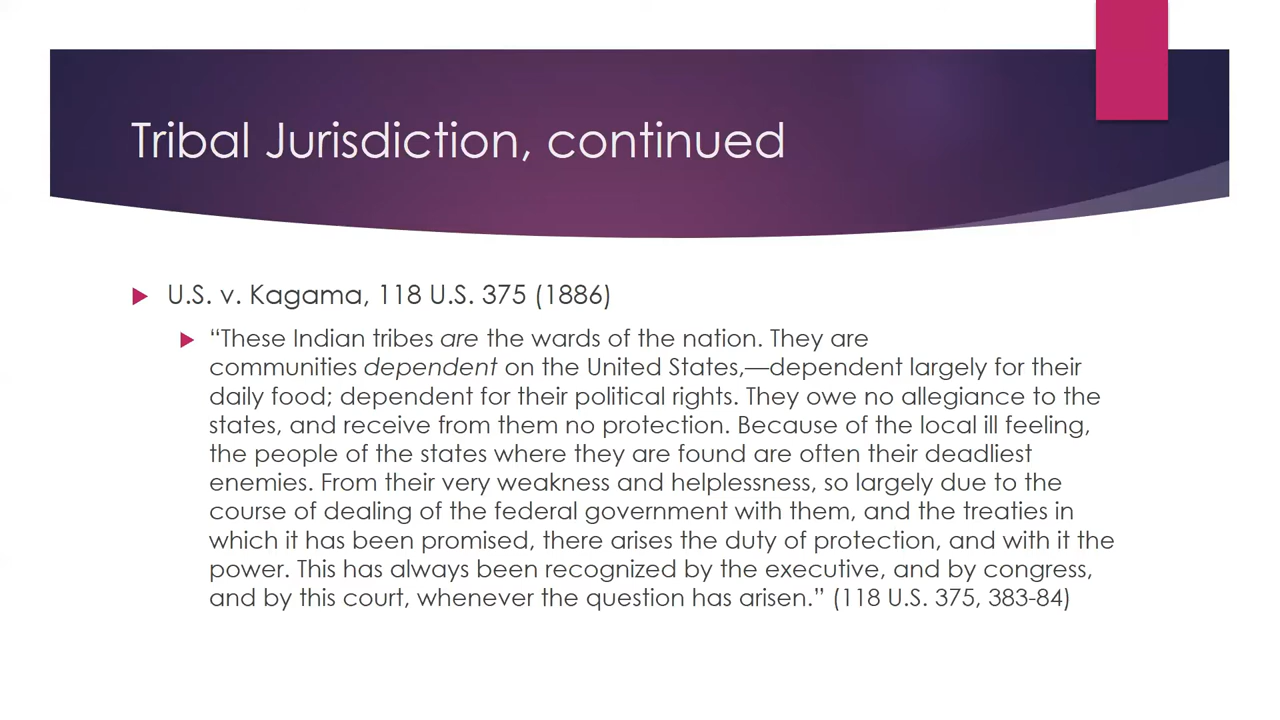 Tribal Jurisdiction, continued
U.S. v. Kagama, 118 U.S. 375 (1886)
“These Indian tribes are the wards of the nation. They are
communities dependent on the United States,—dependent largely for their
daily food; dependent for their political rights. They owe no allegiance to the
states, and receive from them no protection. Because of the local ill feeling,
the people of the states where they are found are often their deadliest
enemies. From their very weakness and helplessness, so largely due to the
course of dealing of the federal government with them, and the treaties in
which it has been promised, there arises the duty of protection, and with it the
power. This has always been recognized by the executive, and by congress,
and by this court, whenever the question has arisen.” (118 U.S. 375, 383-84)